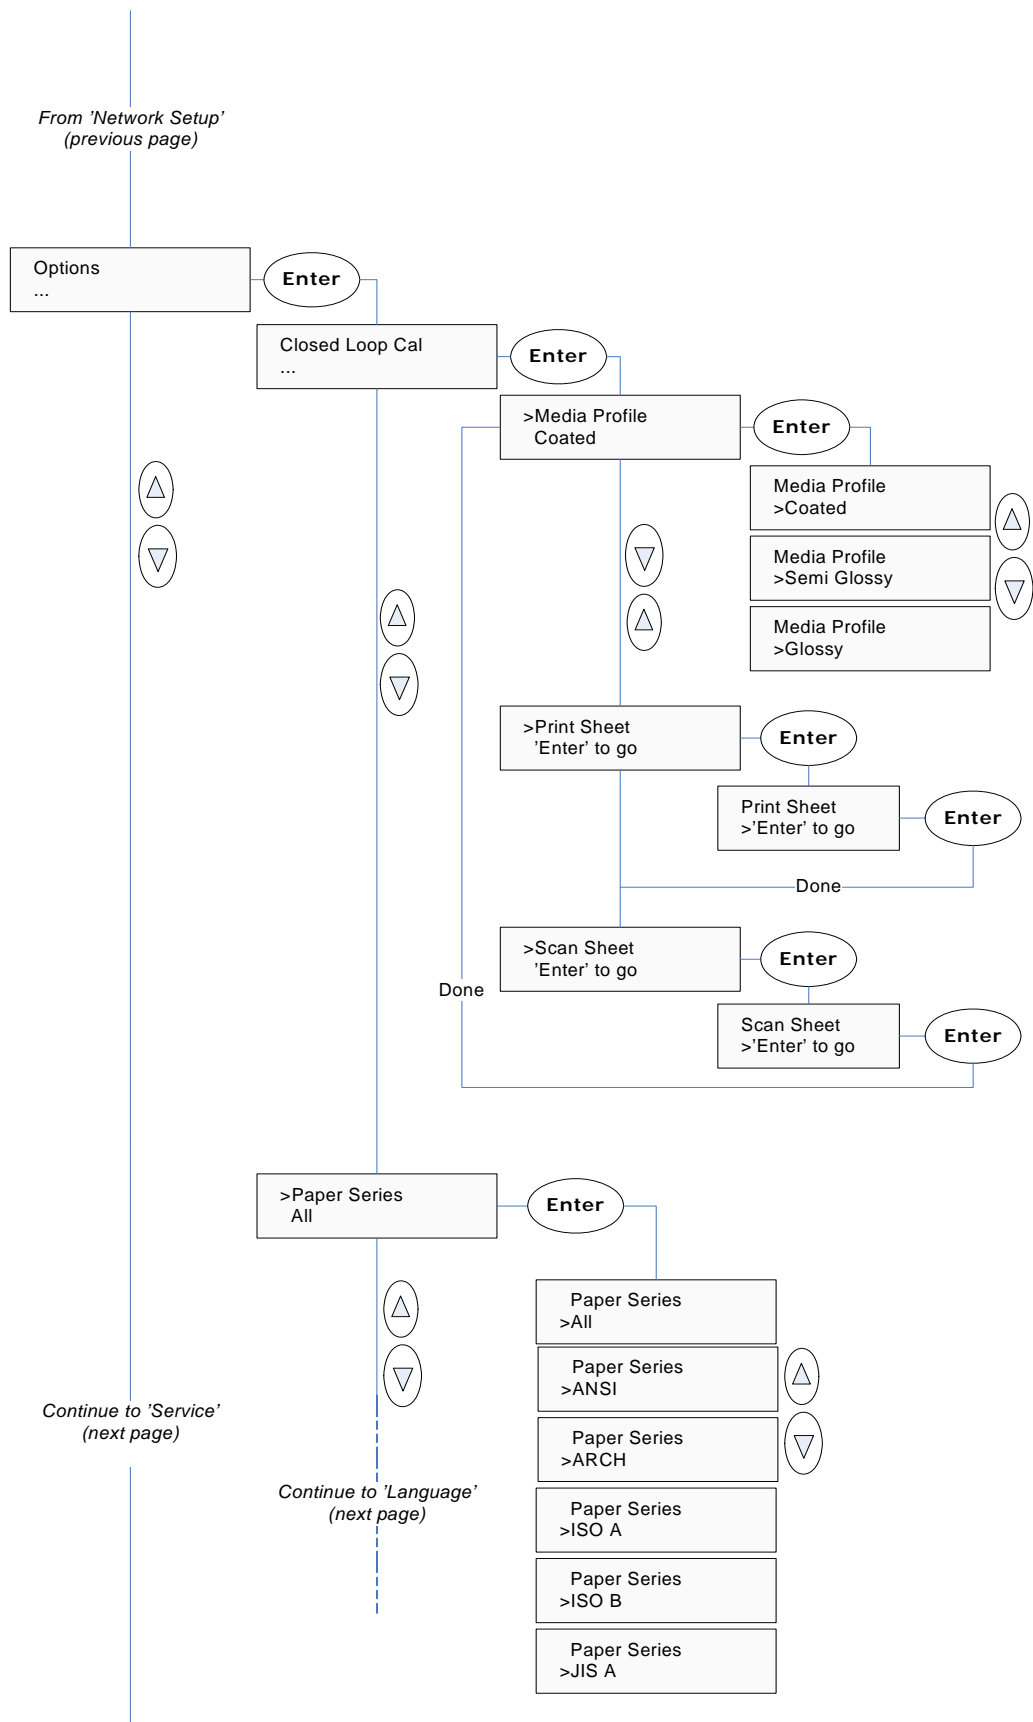 From ’Network Setup’
(previous page)
Options
...
Enter
Closed Loop Cal
...
Enter
>Media Profile
Coated
Enter
Media Profile
>Coated
Media Profile
>Semi Glossy
Media Profile
>Glossy
>Print Sheet
’Enter’ to go
Enter
Print Sheet
>’Enter’ to go
Enter
Done
>Scan Sheet
’Enter’ to go
Enter
Done
Scan Sheet
>’Enter’ to go
Enter
>Paper Series
All
Enter
Paper Series
>All
Paper Series
>ANSI
Paper Series
>ARCH
Continue to ’Service’
(next page)
Continue to ’Language’
(next page)
Paper Series
>ISO A
Paper Series
>ISO B
Paper Series
>JIS A